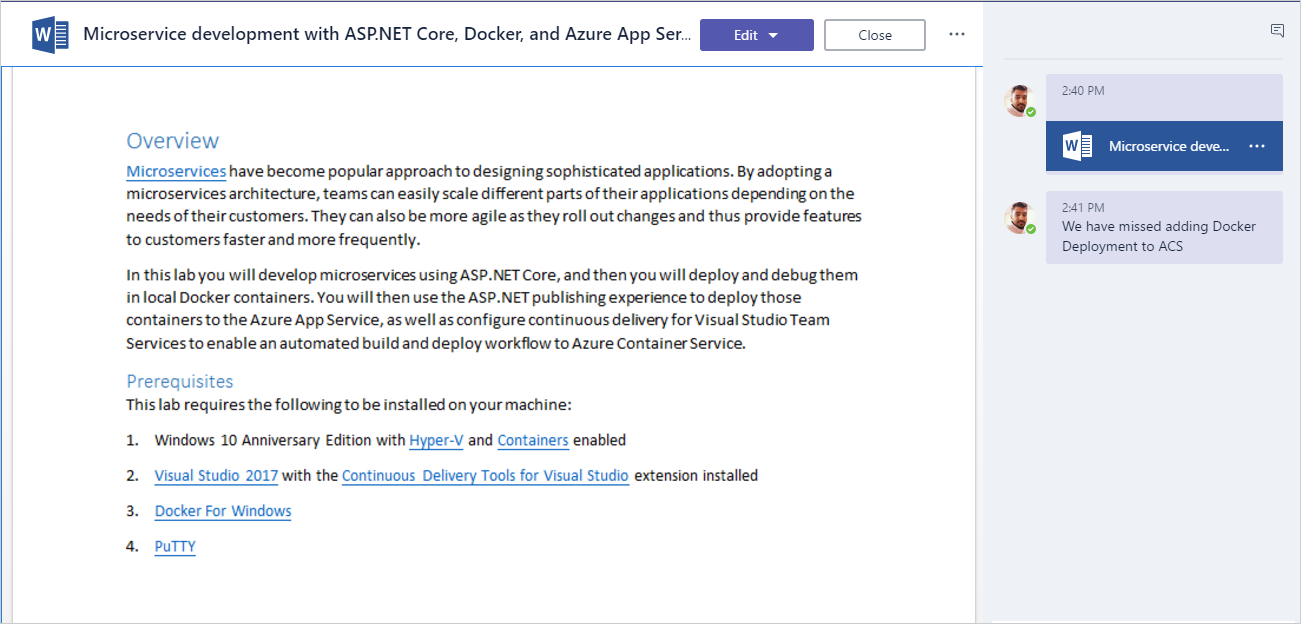 Microservice development with ASP.NET Core, Docker, and Azure App Ser...
Edit
Close
Overview
Microservices have become popular approach to designing sophisticated applications. By adopting a
microservices architecture, teams can easily scale different parts of their applications depending on the
needs of their customers. They can also be more agile as they roll out changes and thus provide features
to customers faster and more frequently.
In this lab you will develop microservices using ASP.NET Core, and then you will deploy and debug them
in local Docker containers. You will then use the ASP.NET publishing experience to deploy those
containers to the Azure App Service, as well as configure continuous delivery for Visual Studio Team
Services to enable an automated build and deploy workflow to Azure Container Service.
Prerequisites
This lab requires the following to be installed on your machine:
1. Windows 10 Anniversary Edition with Hyper-V and Containers enabled
2. Visual Studio 2017 with the Continuous Delivery Tools for Visual Studio extension installed
3. Docker For Windows
4. PuTTY
2:40 PM
Microservice deve...
2:41 PM
We have missed adding Docker
Deployment to ACS